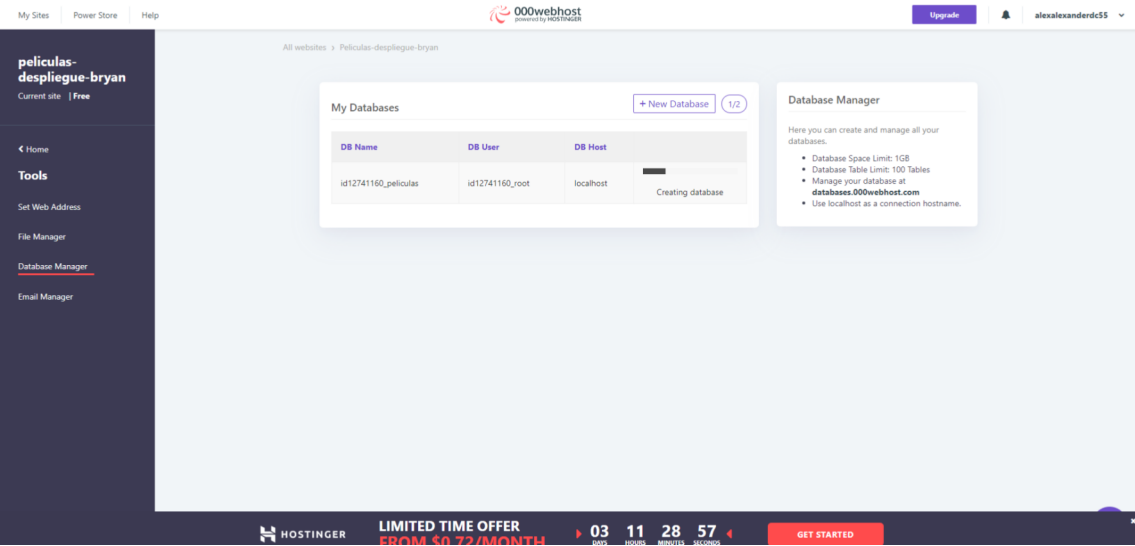 My Sites Power Store Help
000webhost
powered by HOSTINGER
Upgrade
alexalexanderdc55
peliculas-
despliegue-bryan
Current site | Free
Home
Tools
Set Web Address
File Manager
Database Manager
Email Manager
All websites > Peliculas-despliegue-bryan
My Databases
+ New Database
1/2
DB Name DB User DB Host
id12741160_peliculas id12741160_root localhost
Creating database
Database Manager
Here you can create and manage all your
databases.
• Database Space Limit: 1GB
• Database Table Limit: 100 Tables
• Manage your database at
databases.000webhost.com
• Use localhost as a connection hostname.
HOSTINGER
LIMITED TIME OFFER
FROM $0.72/MONTH
03 11 28 57
DAYS HOURS MINUTES SECONDS
GET STARTED